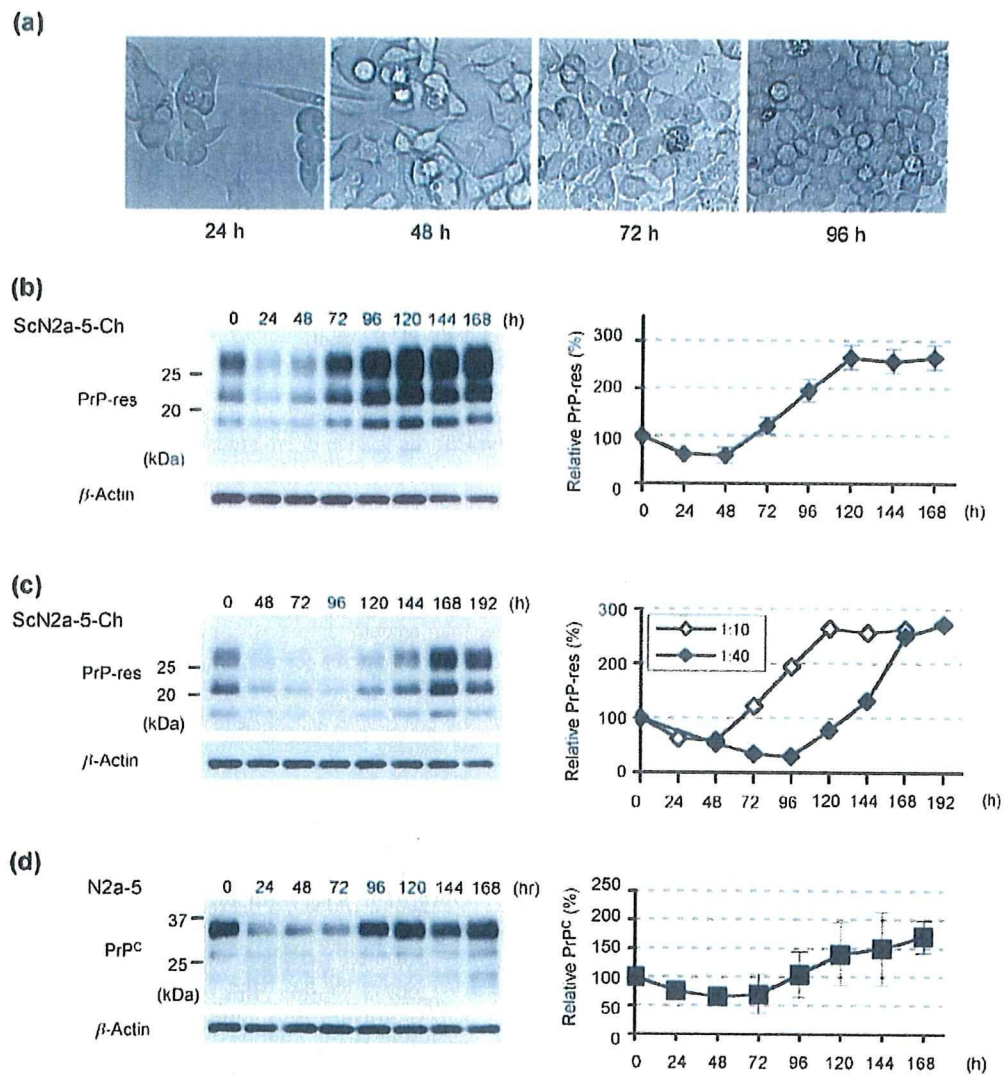 (a)
24 h 48 h 72 h 96 h
(b)
ScN2a-5-Ch
0 24 48 72 96 120 144 168 (h)
25
PrP-res
20
(kDa)
β-Actin
Relative PrP-res (%)
300
200
100
0
0 24 48 72 96 120 144 168 (h)
(c)
ScN2a-5-Ch
0 48 72 96 120 144 168 192 (h)
PrP-res
25
20
(kDa)
β-Actin
Relative PrP-res (%)
300
200
100
0
1:10
1:40
0 24 48 72 96 120 144 168 192 (h)
(d)
N2a-5
0 24 48 72 96 120 144 168 (hr)
37
PrPᶜ
25
(kDa)
β-Actin
Relative PrPᶜ (%)
250
200
150
100
50
0
0 24 48 72 96 120 144 168 (h)